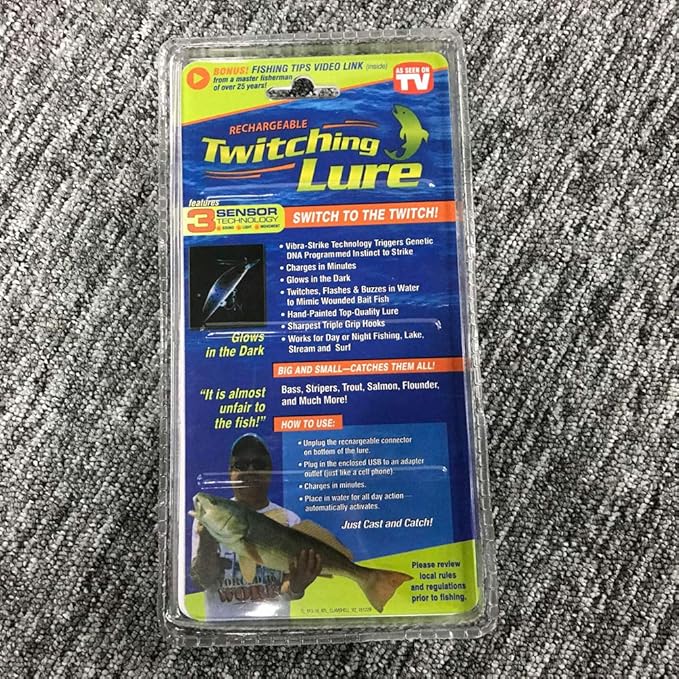 BONUS! FISHING TIPS VIDEO LINK (inside)
from a master fisherman
of over 25 years!
AS SEEN ON
TV
RECHARGEABLE
Twitching
Lure
features
3 SENSOR
TECHNOLOGY
SOUND LIGHT MOVEMENT
SWITCH TO THE TWITCH!
• Vibra-Strike Technology Triggers Genetic
DNA Programmed Instinct to Strike
• Charges in Minutes
• Glows in the Dark
• Twitches, Flashes & Buzzes in Water
to Mimic Wounded Bait Fish
• Hand-Painted Top-Quality Lure
• Sharpest Triple Grip Hooks
• Works for Day or Night Fishing, Lake,
Stream and Surf
Glows
in the Dark
BIG AND SMALL—CATCHES THEM ALL!
Bass, Stripers, Trout, Salmon, Flounder,
and Much More!
"It is almost
unfair to
the fish!"
HOW TO USE:
• Unplug the rechargeable connector
on bottom of the lure.
• Plug in the enclosed USB to an adapter
outlet (just like a cell phone)
• Charges in minutes.
• Place in water for all day action—
automatically activates.
Just Cast and Catch!
Please review
local rules
and regulations
prior to fishing.